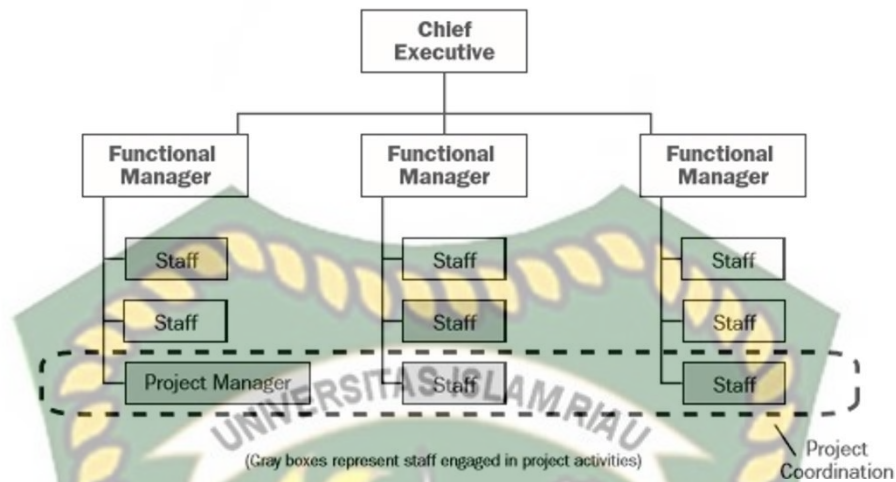 Chief
Executive
Functional
Manager
Functional
Manager
Functional
Manager
Staff
Staff
Staff
Staff
Staff
Staff
Project Manager
Staff
Staff
UNIVERSITAS ISLAM RIAU
(Gray boxes represent staff engaged in project activities)
Project
Coordination